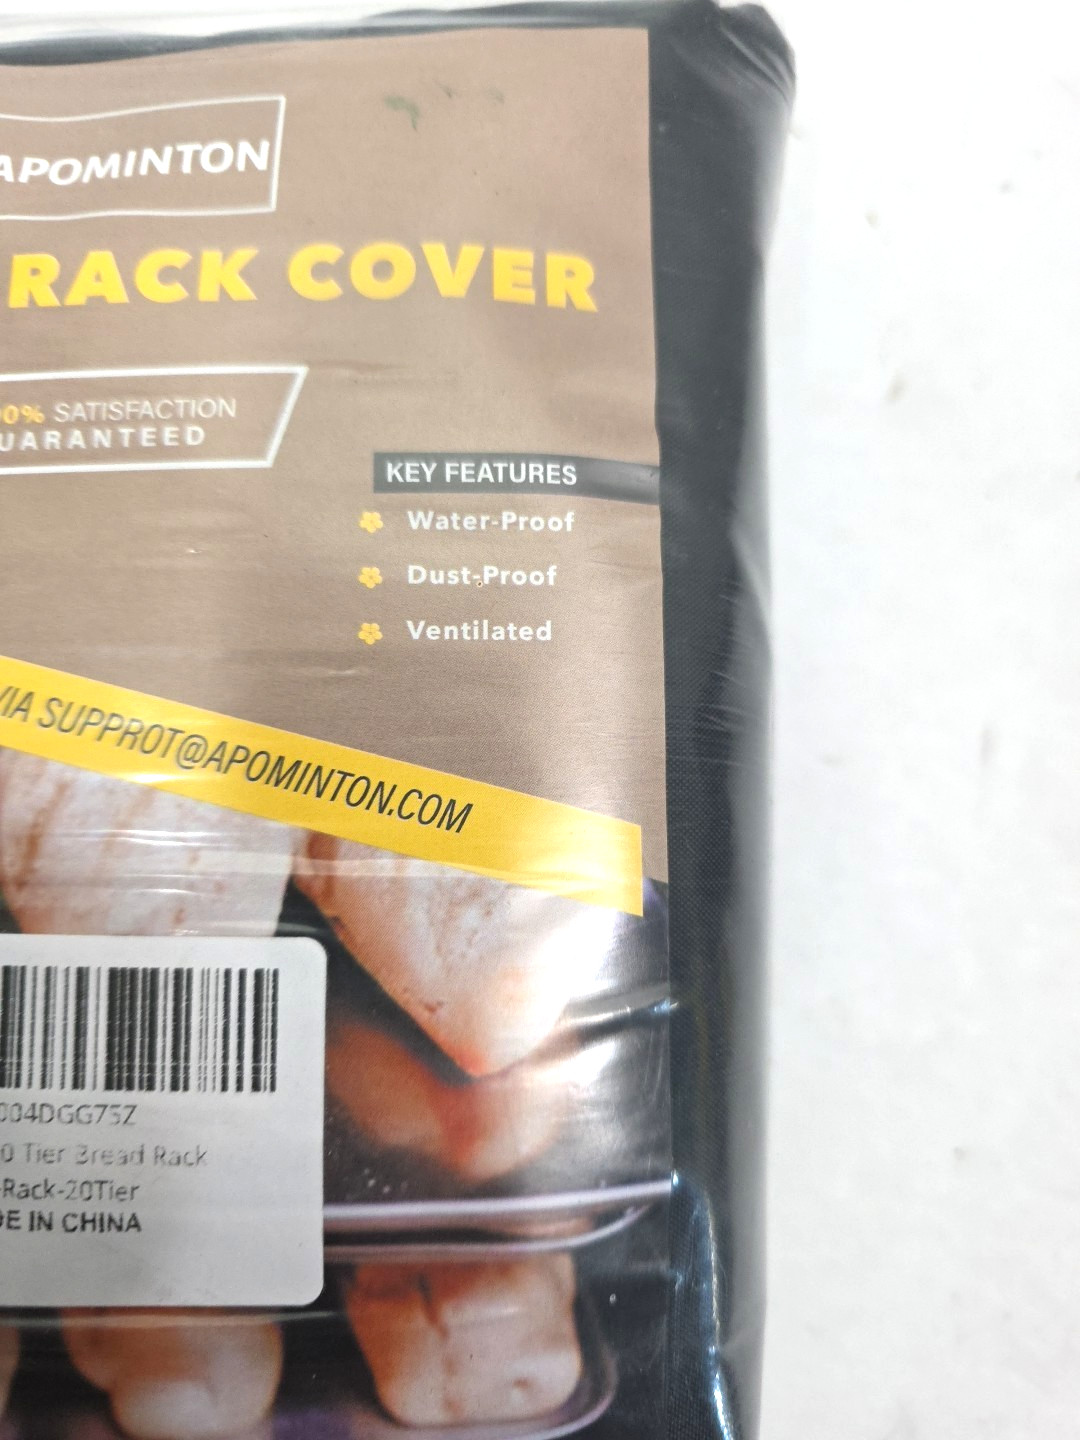 APOMINTON
RACK COVER
0% SATISFACTION
UARANTEED
KEY FEATURES
Water-Proof
Dust-Proof
Ventilated
VIA SUPPROT@APOMINTON.COM
004DGG75Z
0 Tier Bread Rack
-Rack-20Tier
DE IN CHINA